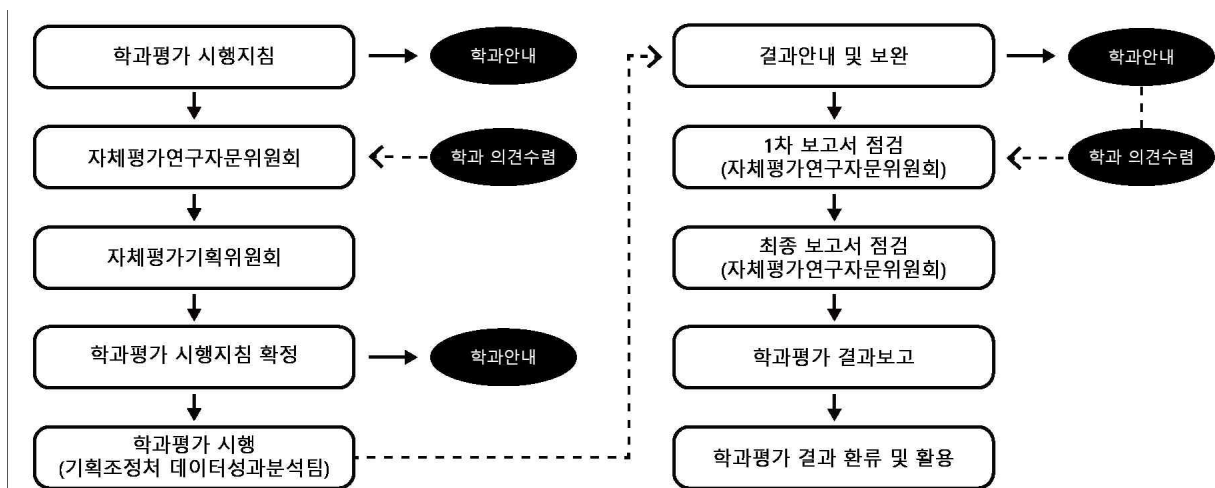 학과평가 시행지침
학과안내
자체평가연구자문위원회
학과 의견수렴
자체평가기획위원회
학과평가 시행지침 확정
학과안내
학과평가 시행
(기획조정처 데이터성과분석팀)
결과안내 및 보완
학과안내
1차 보고서 점검
(자체평가연구자문위원회)
학과 의견수렴
최종 보고서 점검
(자체평가연구자문위원회)
학과평가 결과보고
학과평가 결과 환류 및 활용